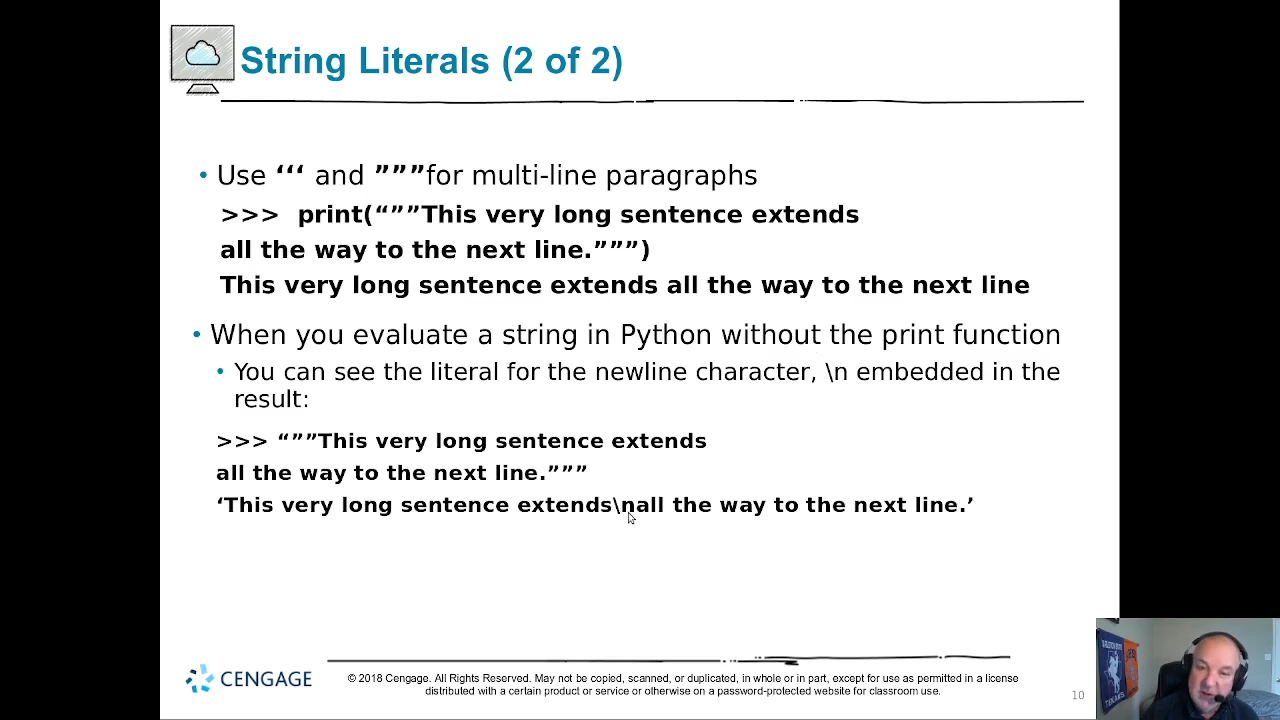 String Literals (2 of 2)
• Use ‘‘‘ and ”””for multi-line paragraphs
>>>  print(“””This very long sentence extends
all the way to the next line.”””)
This very long sentence extends all the way to the next line
• When you evaluate a string in Python without the print function
• You can see the literal for the newline character, \n embedded in the
result:
>>> “””This very long sentence extends
all the way to the next line.”””
‘This very long sentence extends\nall the way to the next line.’
CENGAGE
© 2018 Cengage. All Rights Reserved. May not be copied, scanned, or duplicated, in whole or in part, except for use as permitted in a license
distributed with a certain product or service or otherwise on a password-protected website for classroom use.
10